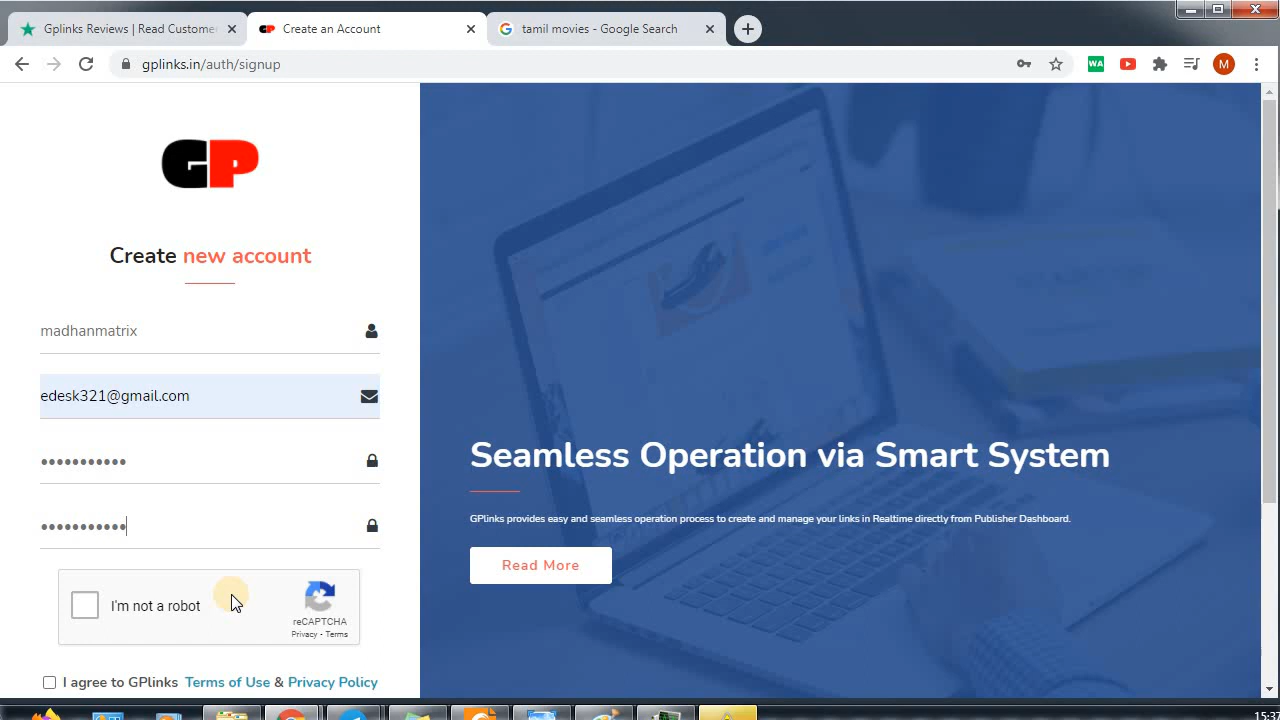 Gplinks Reviews | Read Custome
Create an Account
tamil movies - Google Search
gplinks.in/auth/signup
WA
M
GP
Create new account
madhanmatrix
edesk321@gmail.com
•••••••••••
•••••••••••
I'm not a robot
reCAPTCHA
Privacy - Terms
I agree to GPlinks Terms of Use & Privacy Policy
Seamless Operation via Smart System
GPlinks provides easy and seamless operation process to create and manage your links in Realtime directly from Publisher Dashboard.
Read More